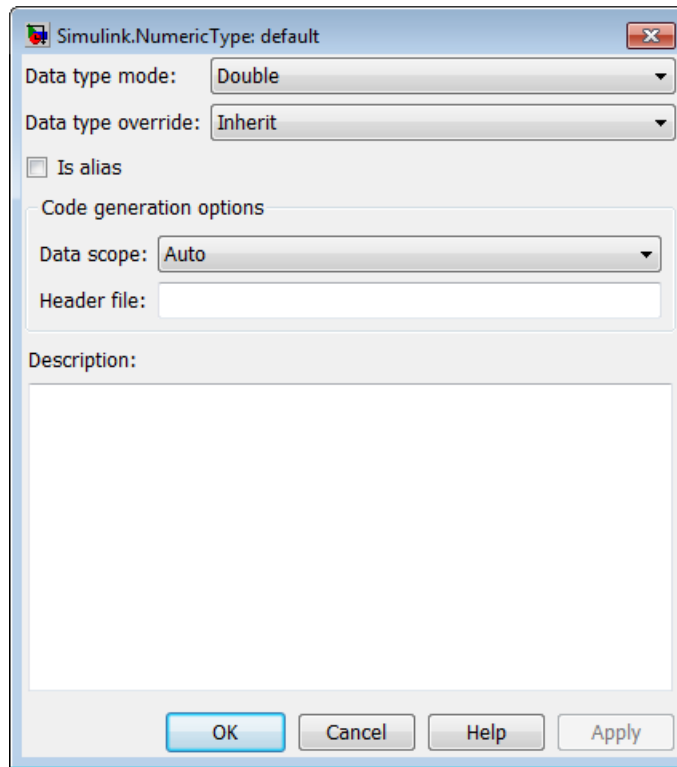 Simulink.NumericType: default
Data type mode: Double
Data type override: Inherit
Is alias
Code generation options
Data scope: Auto
Header file:
Description:
OK Cancel Help Apply